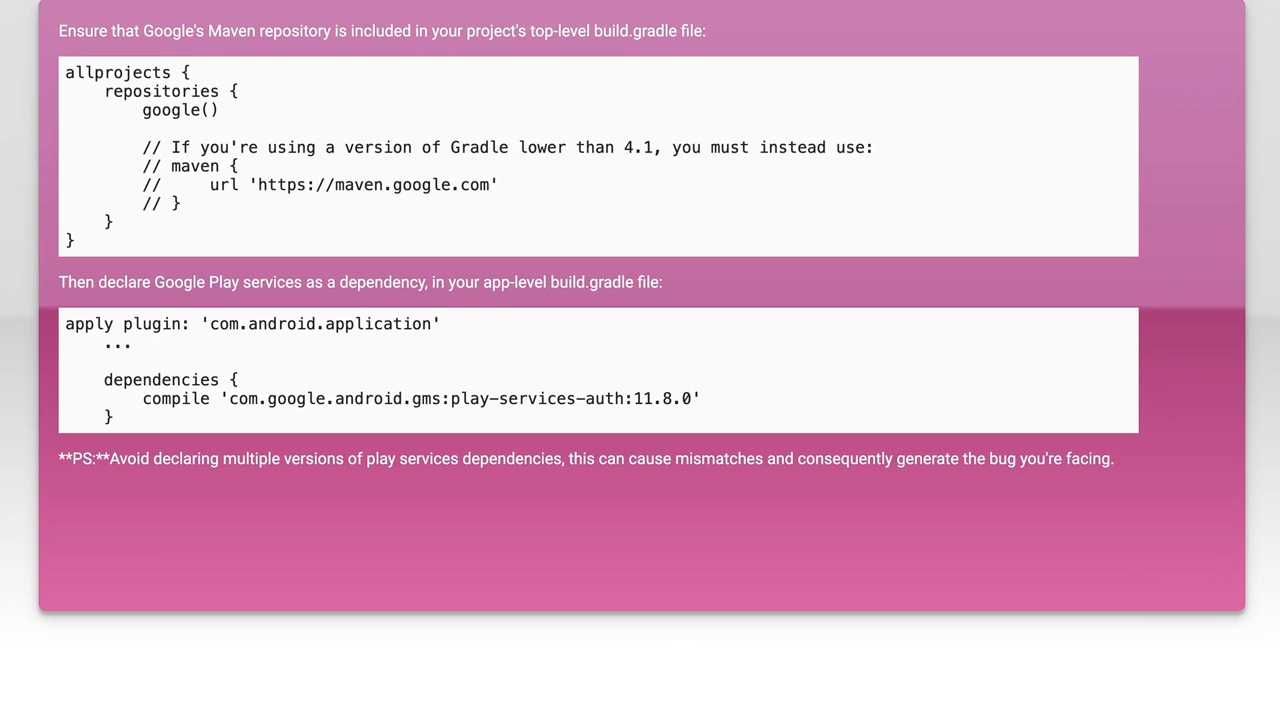 Ensure that Google's Maven repository is included in your project's top-level build.gradle file:
allprojects {
    repositories {
        google()
        // If you're using a version of Gradle lower than 4.1, you must instead use:
        // maven {
        //     url 'https://maven.google.com'
        // }
    }
}
Then declare Google Play services as a dependency, in your app-level build.gradle file:
apply plugin: 'com.android.application'
    ...
    dependencies {
        compile 'com.google.android.gms:play-services-auth:11.8.0'
    }
**PS:**Avoid declaring multiple versions of play services dependencies, this can cause mismatches and consequently generate the bug you're facing.